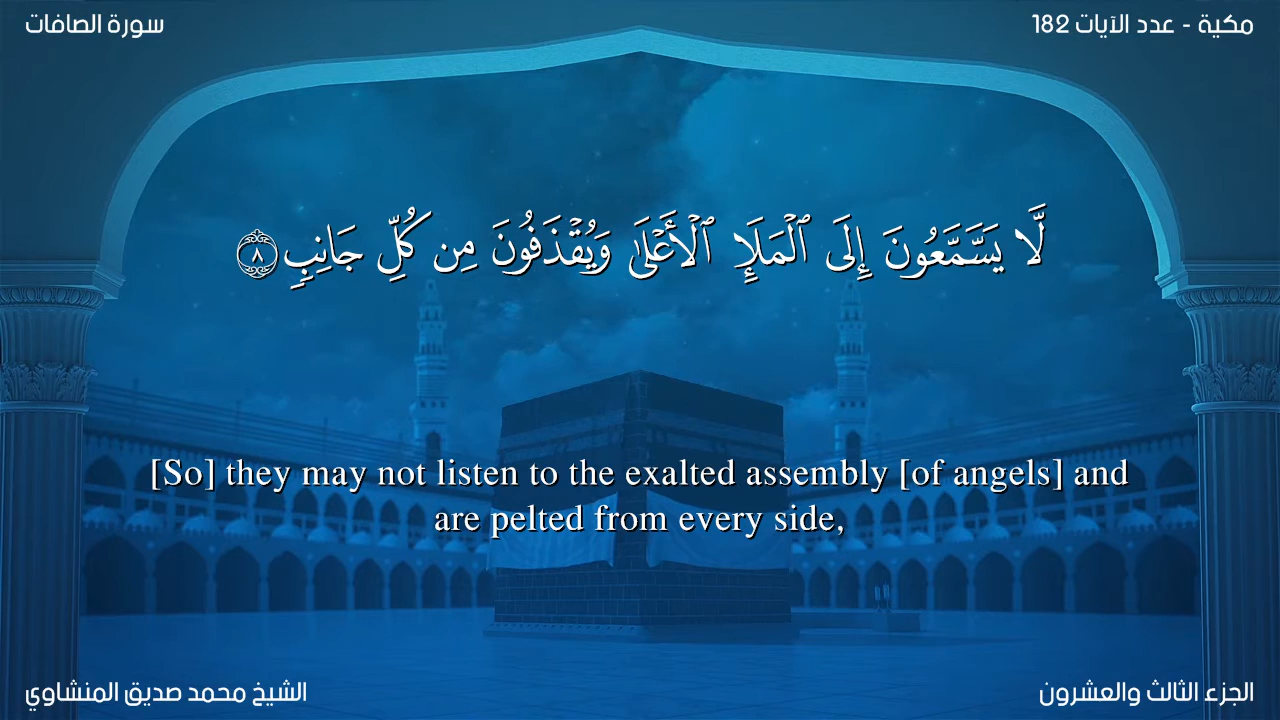 مكية - عدد الآيات 182
سورة الصافات
لَّا يَسَّمَّعُونَ إِلَى ٱلْمَلَإِ ٱلْأَعْلَىٰ وَيُقْذَفُونَ مِن كُلِّ جَانِبٍ ٨
[So] they may not listen to the exalted assembly [of angels] and
are pelted from every side,
الجزء الثالث والعشرون
الشيخ محمد صديق المنشاوي